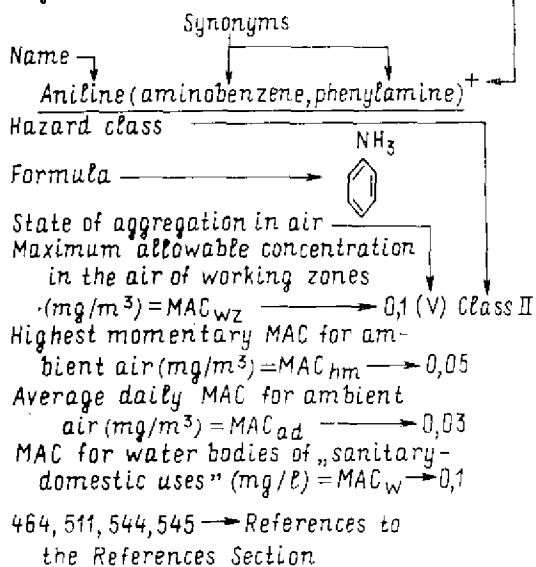 Synonyms
Name
Aniline (aminobenzene, phenylamine)+
Hazard class
NH3
Formula
State of aggregation in air
Maximum allowable concentration
in the air of working zones
(mg/m³) = MACwz → 0,1 (V) Class II
Highest momentary MAC for am-
bient air (mg/m³) = MAChm → 0,05
Average daily MAC for ambient
air (mg/m³) = MACad → 0,03
MAC for water bodies of „sanitary-
domestic uses” (mg/ℓ) = MACw → 0,1
464, 511, 544, 545 → References to
the References Section